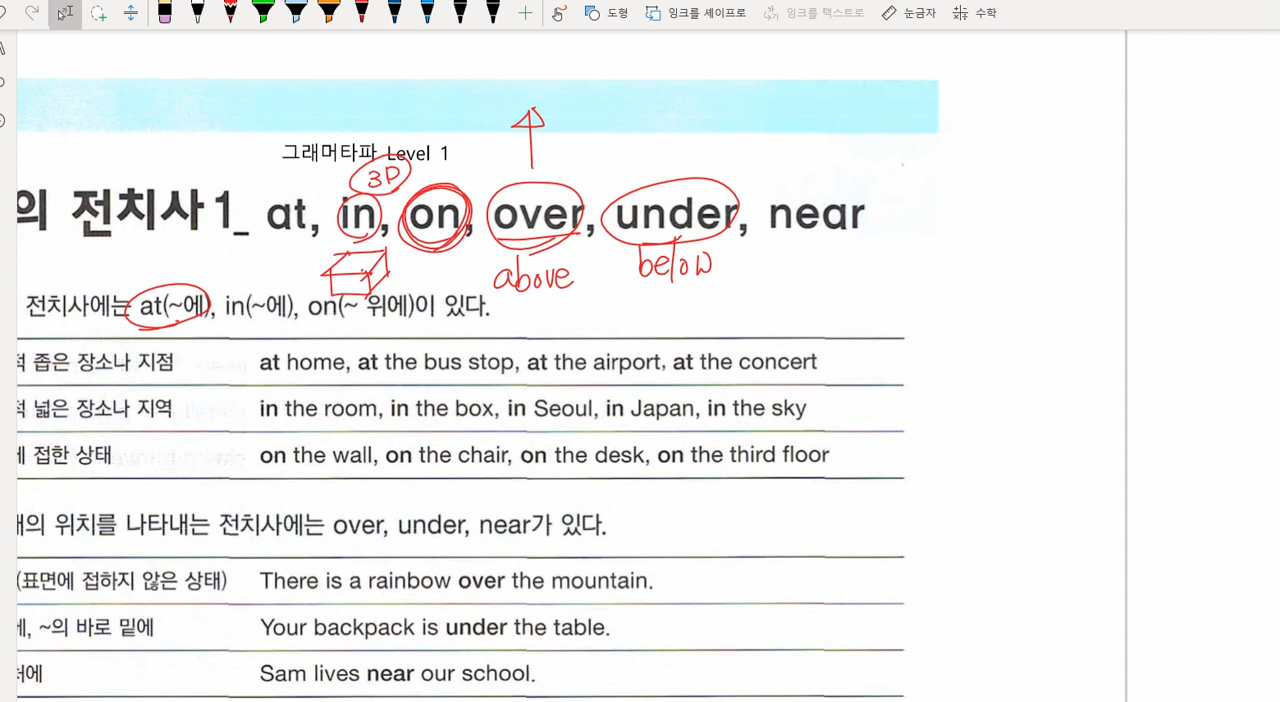 도형 잉크를 셰이프로 잉크를 텍스트로 눈금자 수학
그래머타파 Level 1
3D
의 전치사 1_ at, in, on, over, under, near
above below
전치사에는 at(~에), in(~에), on(~ 위에)이 있다.
좁은 장소나 지점 at home, at the bus stop, at the airport, at the concert
넓은 장소나 지역 in the room, in the box, in Seoul, in Japan, in the sky
접한 상태 on the wall, on the chair, on the desk, on the third floor
의 위치를 나타내는 전치사에는 over, under, near가 있다.
(표면에 접하지 않은 상태) There is a rainbow over the mountain.
, ~의 바로 밑에 Your backpack is under the table.
에 Sam lives near our school.